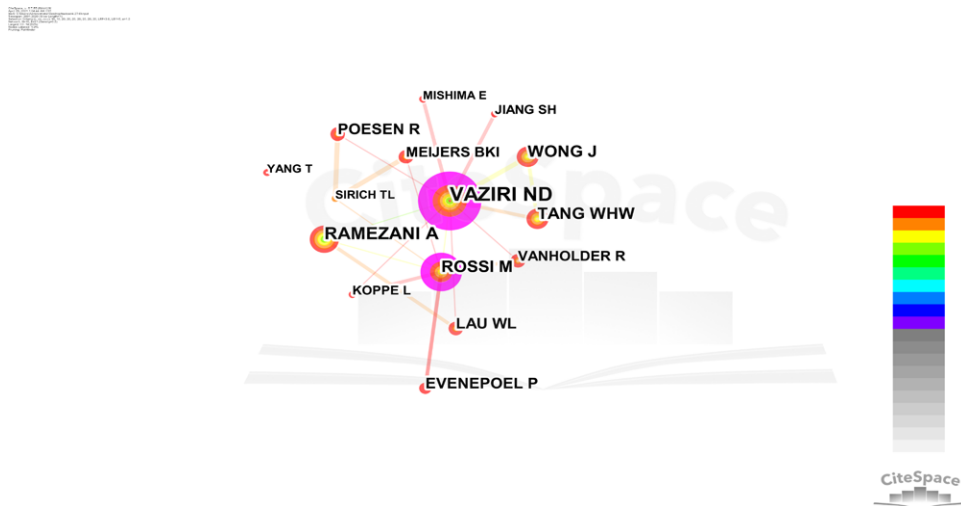 MISHIMA E
JIANG SH
POESEN R
MEIJERS BKI
WONG J
YANG T
SIRICH TL
VAZIRI ND
TANG WHW
RAMEZANI A
VANHOLDER R
ROSSI M
KOPPE L
LAU WL
EVENEPOEL P
CiteSpace
CiteSpace